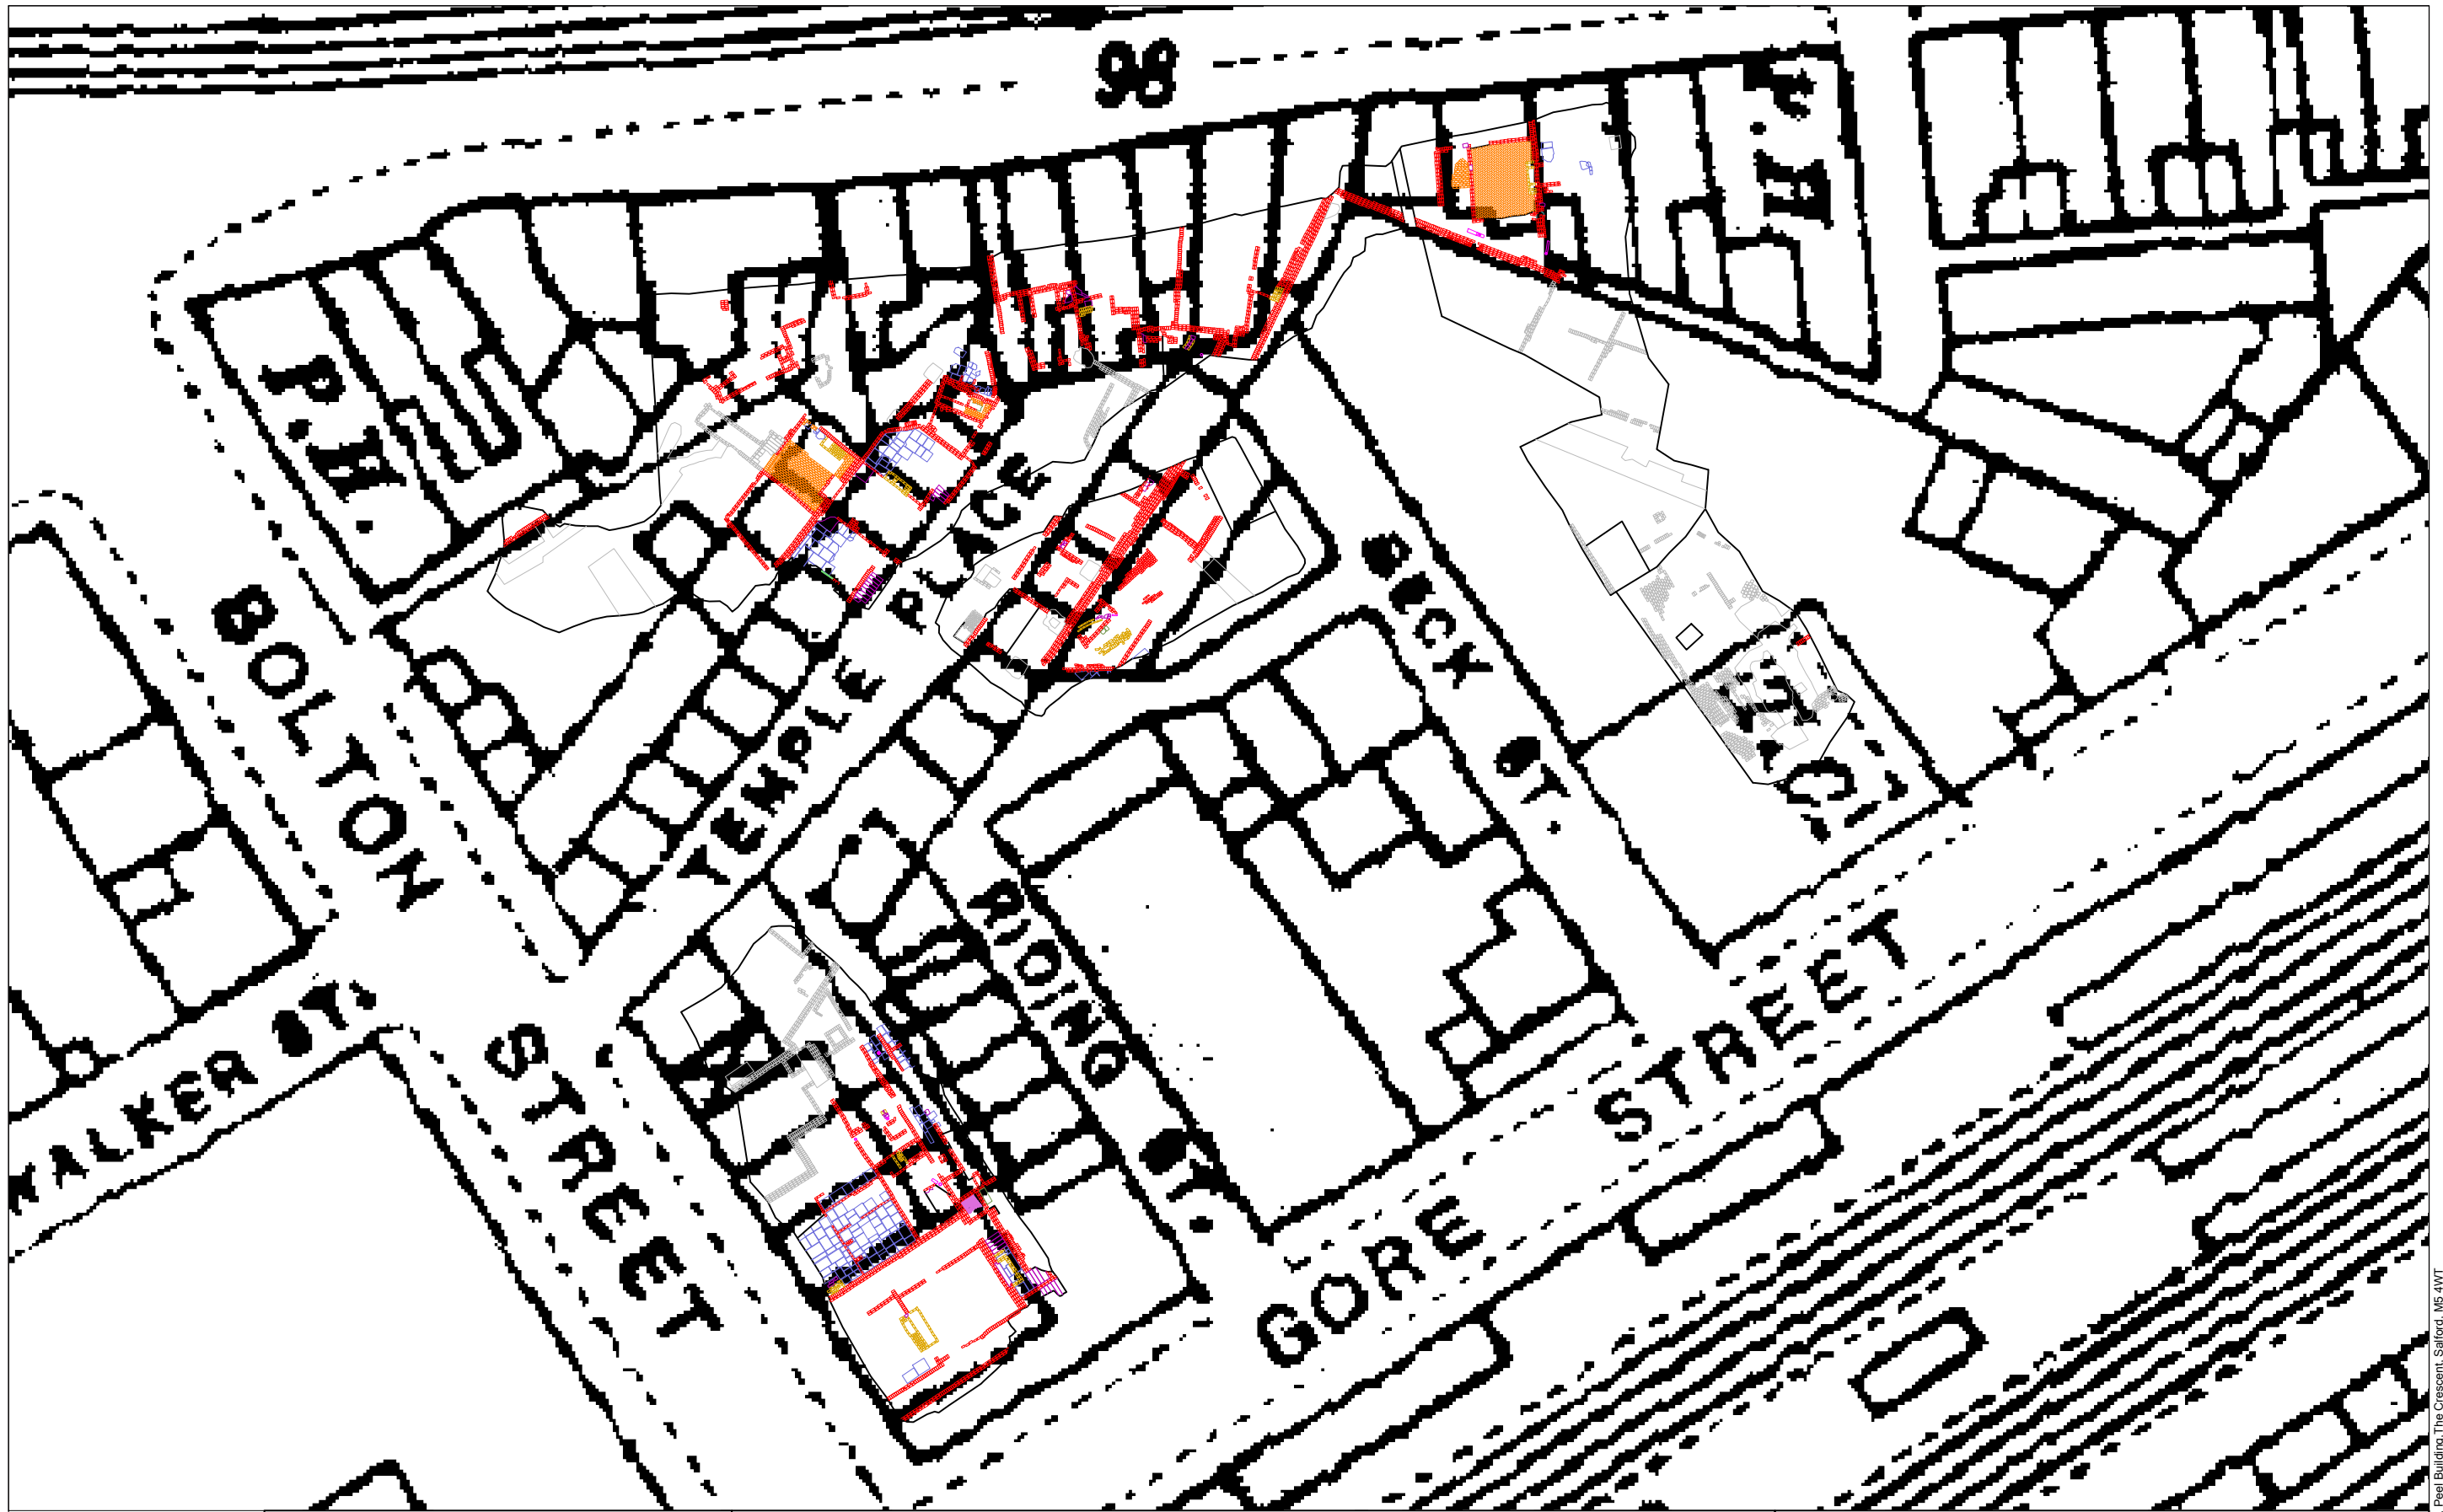 98
P.H.
P.H.
BOLTON
STREET
TEMPLE PLACE
BECK ST.
RIDING ST.
WALKER ST.
GORE STREET
Peel Building, The Crescent, Salford. M5 4WT